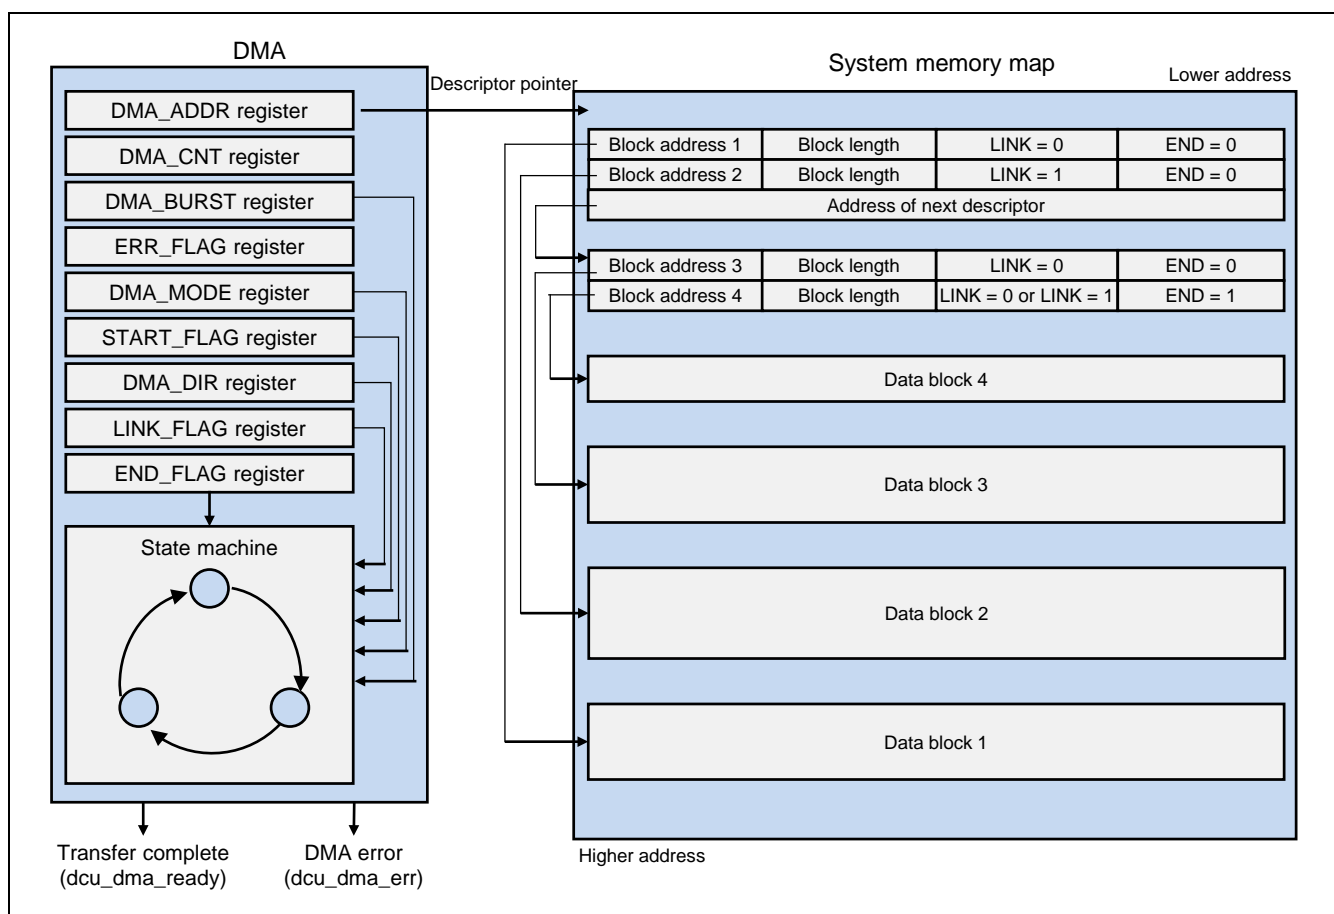 DMA
DMA_ADDR register
DMA_CNT register
DMA_BURST register
ERR_FLAG register
DMA_MODE register
START_FLAG register
DMA_DIR register
LINK_FLAG register
END_FLAG register
State machine
Transfer complete
(dcu_dma_ready)
DMA error
(dcu_dma_err)
Descriptor pointer
System memory map
Lower address
Block address 1 Block length LINK = 0 END = 0
Block address 2 Block length LINK = 1 END = 0
Address of next descriptor
Block address 3 Block length LINK = 0 END = 0
Block address 4 Block length LINK = 0 or LINK = 1 END = 1
Data block 4
Data block 3
Data block 2
Data block 1
Higher address